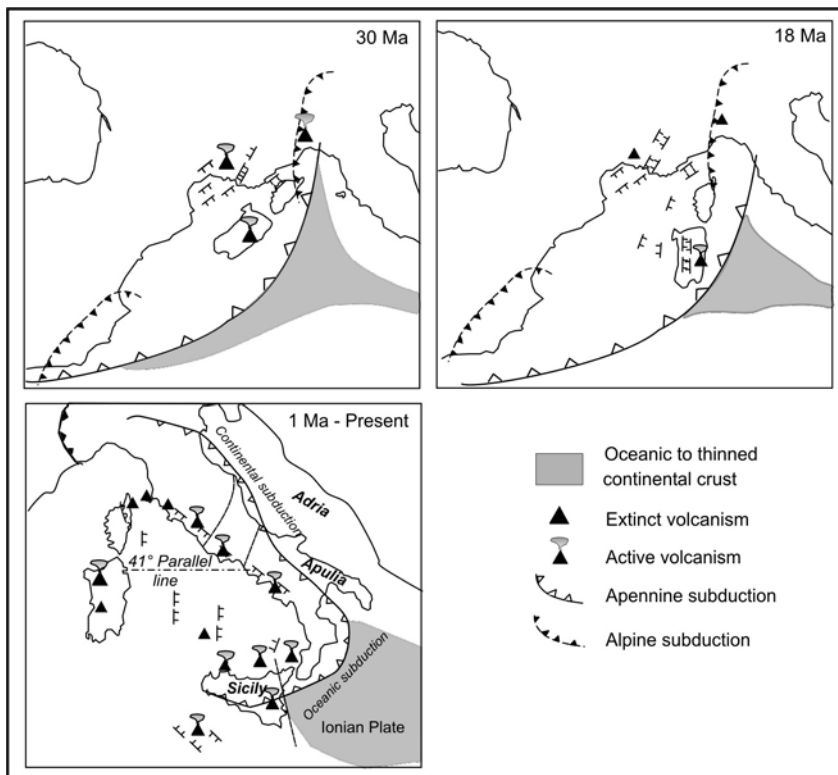 30 Ma
18 Ma
1 Ma - Present
Continental subduction
Adria
41° Parallel
line
Apulia
Sicily
Oceanic subduction
Ionian Plate
Oceanic to thinned
continental crust
Extinct volcanism
Active volcanism
Apennine subduction
Alpine subduction